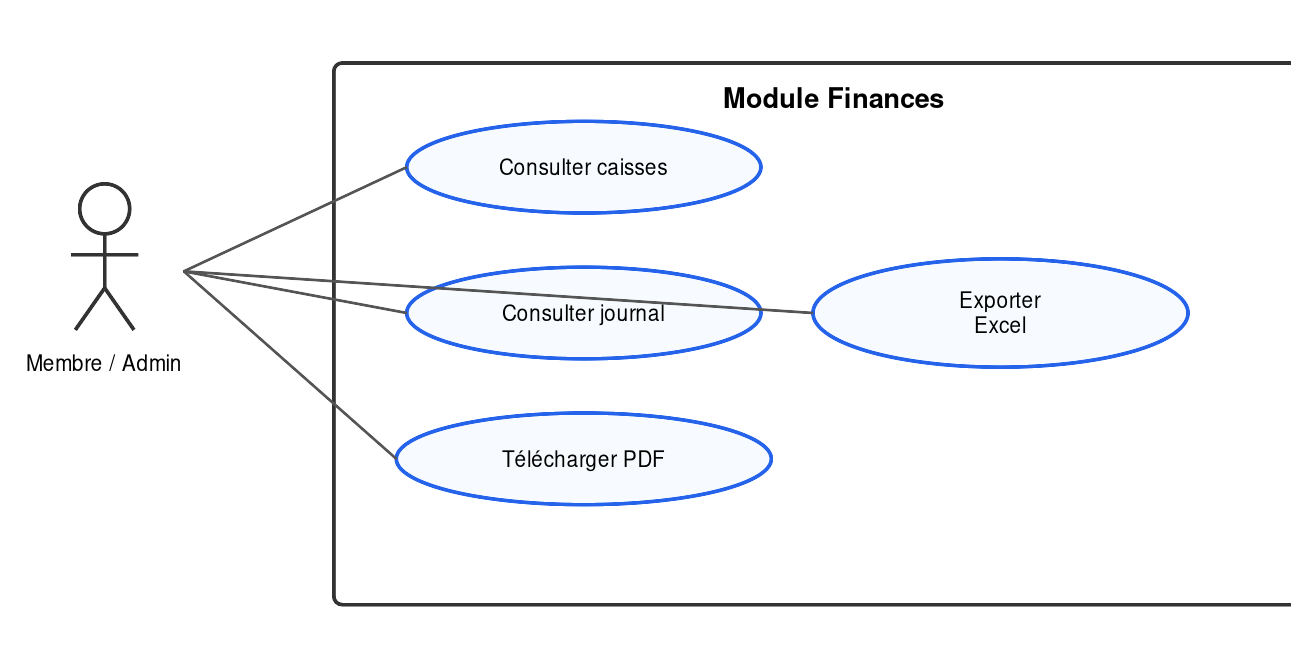 Module Finances
Consulter caisses
Consulter journal
Exporter
Excel
Membre / Admin
Télécharger PDF